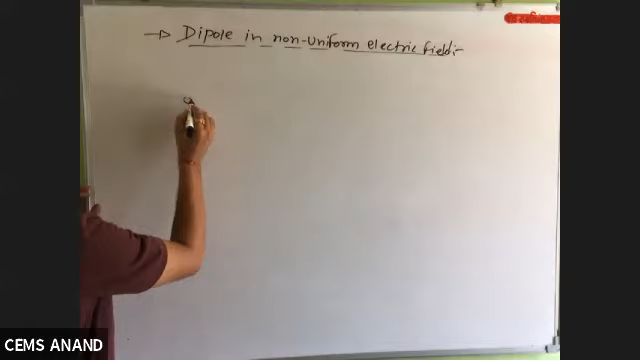 → Dipole in non-uniform electric field:-
CEMS ANAND